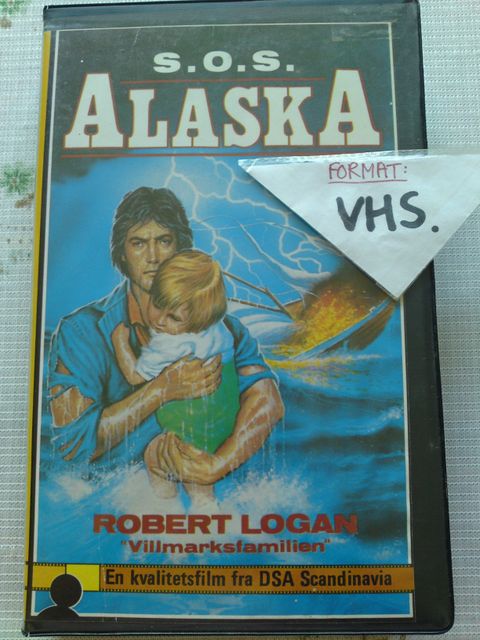 S.O.S.
ALASKA
FORMAT:
VHS.
ROBERT LOGAN
"Villmarksfamilien"
En kvalitetsfilm fra DSA Scandinavia